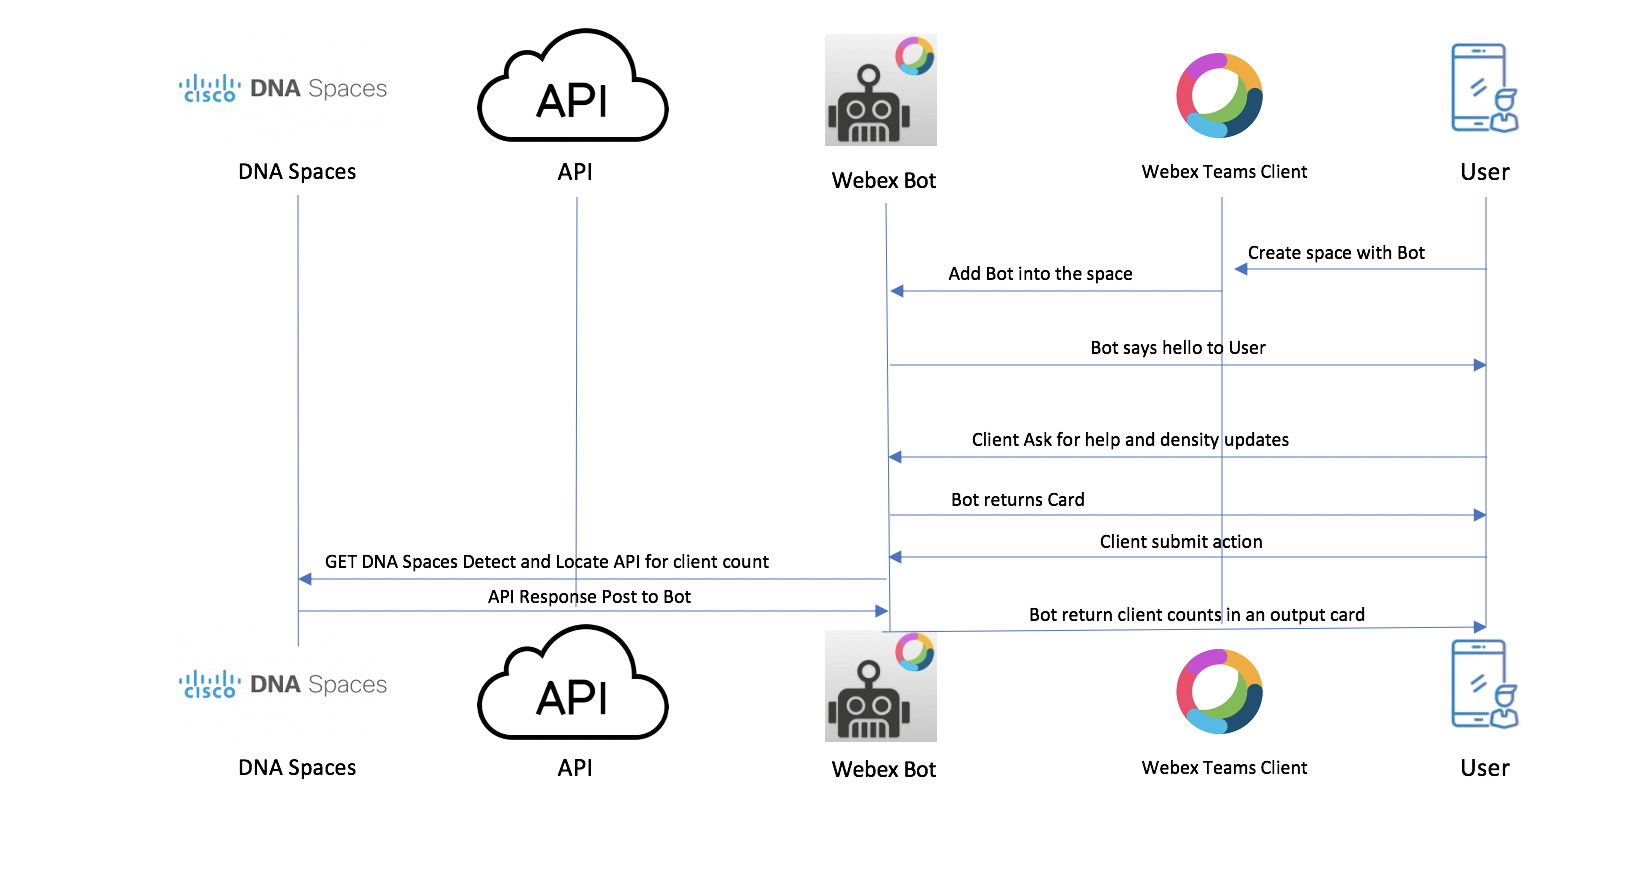 cisco DNA Spaces
API
DNA Spaces
API
Webex Bot
Webex Teams Client
User
Create space with Bot
Add Bot into the space
Bot says hello to User
Client Ask for help and density updates
Bot returns Card
Client submit action
GET DNA Spaces Detect and Locate API for client count
API Response Post to Bot
Bot return client counts in an output card
cisco DNA Spaces
API
DNA Spaces
API
Webex Bot
Webex Teams Client
User